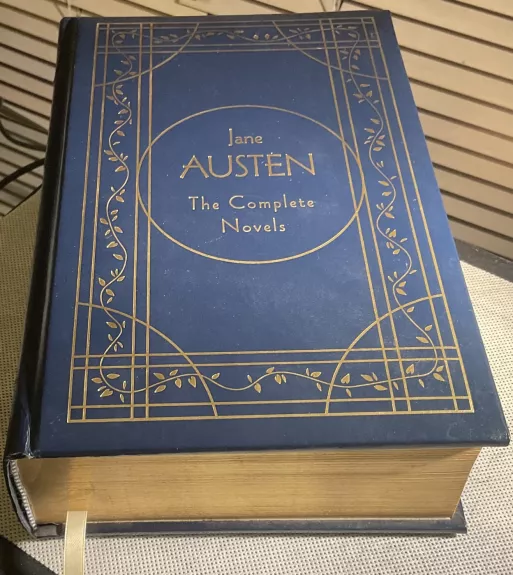 Jane
AUSTEN
The Complete
Novels